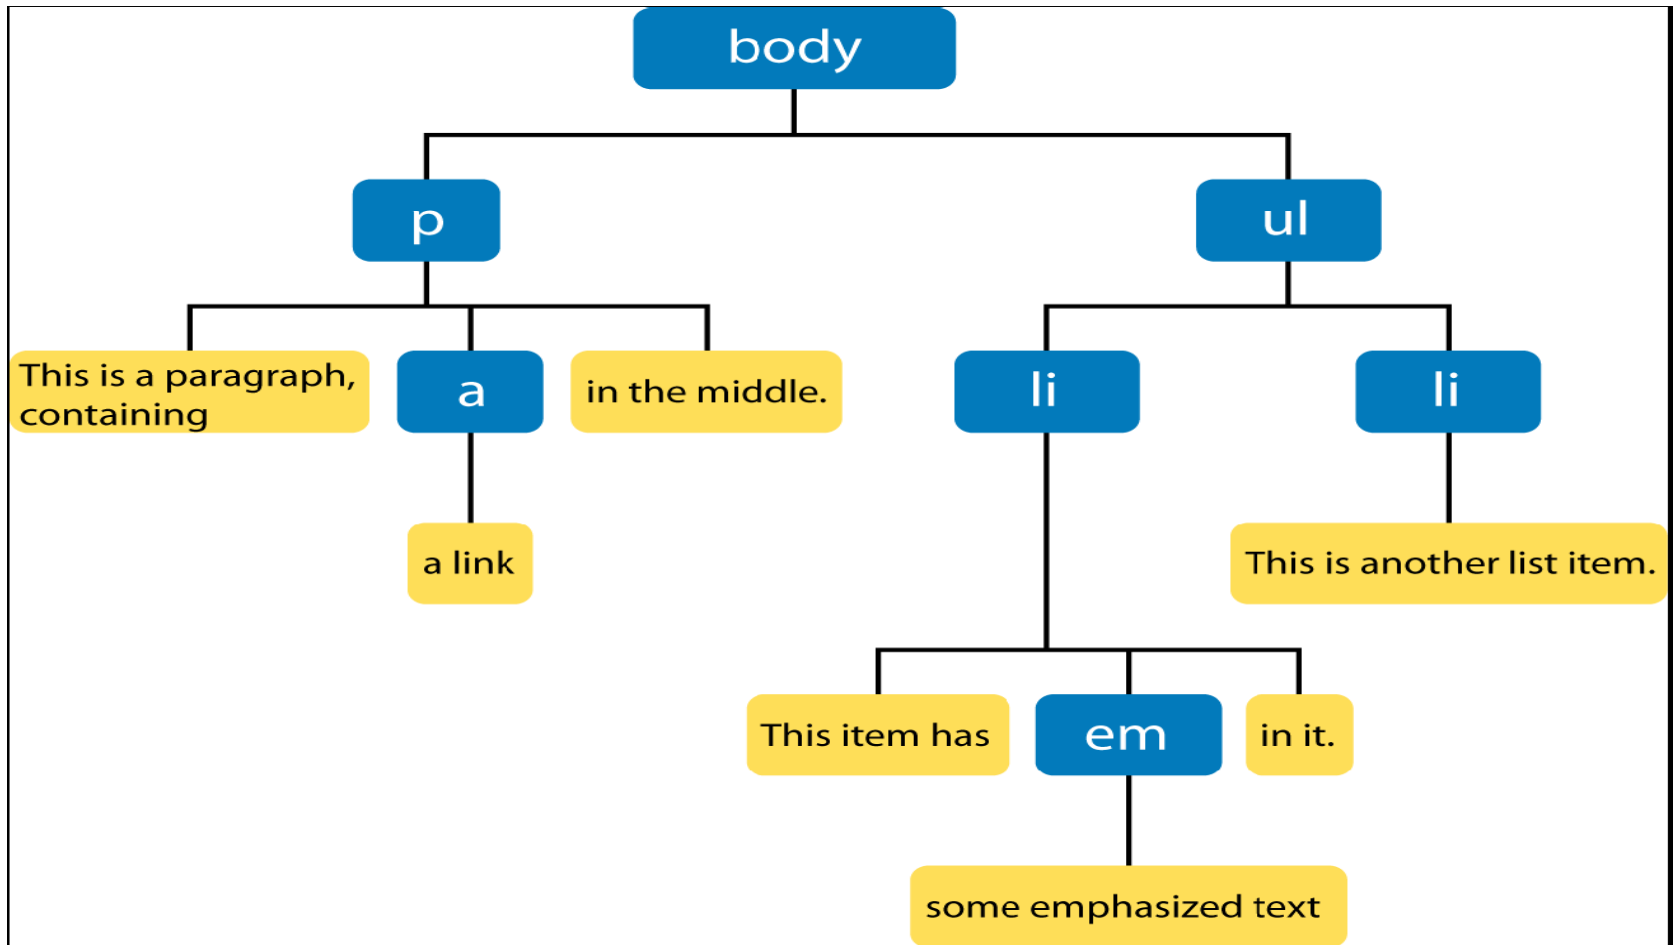 body
p
ul
This is a paragraph,
containing
a
in the middle.
li
li
a link
This is another list item.
This item has
em
in it.
some emphasized text